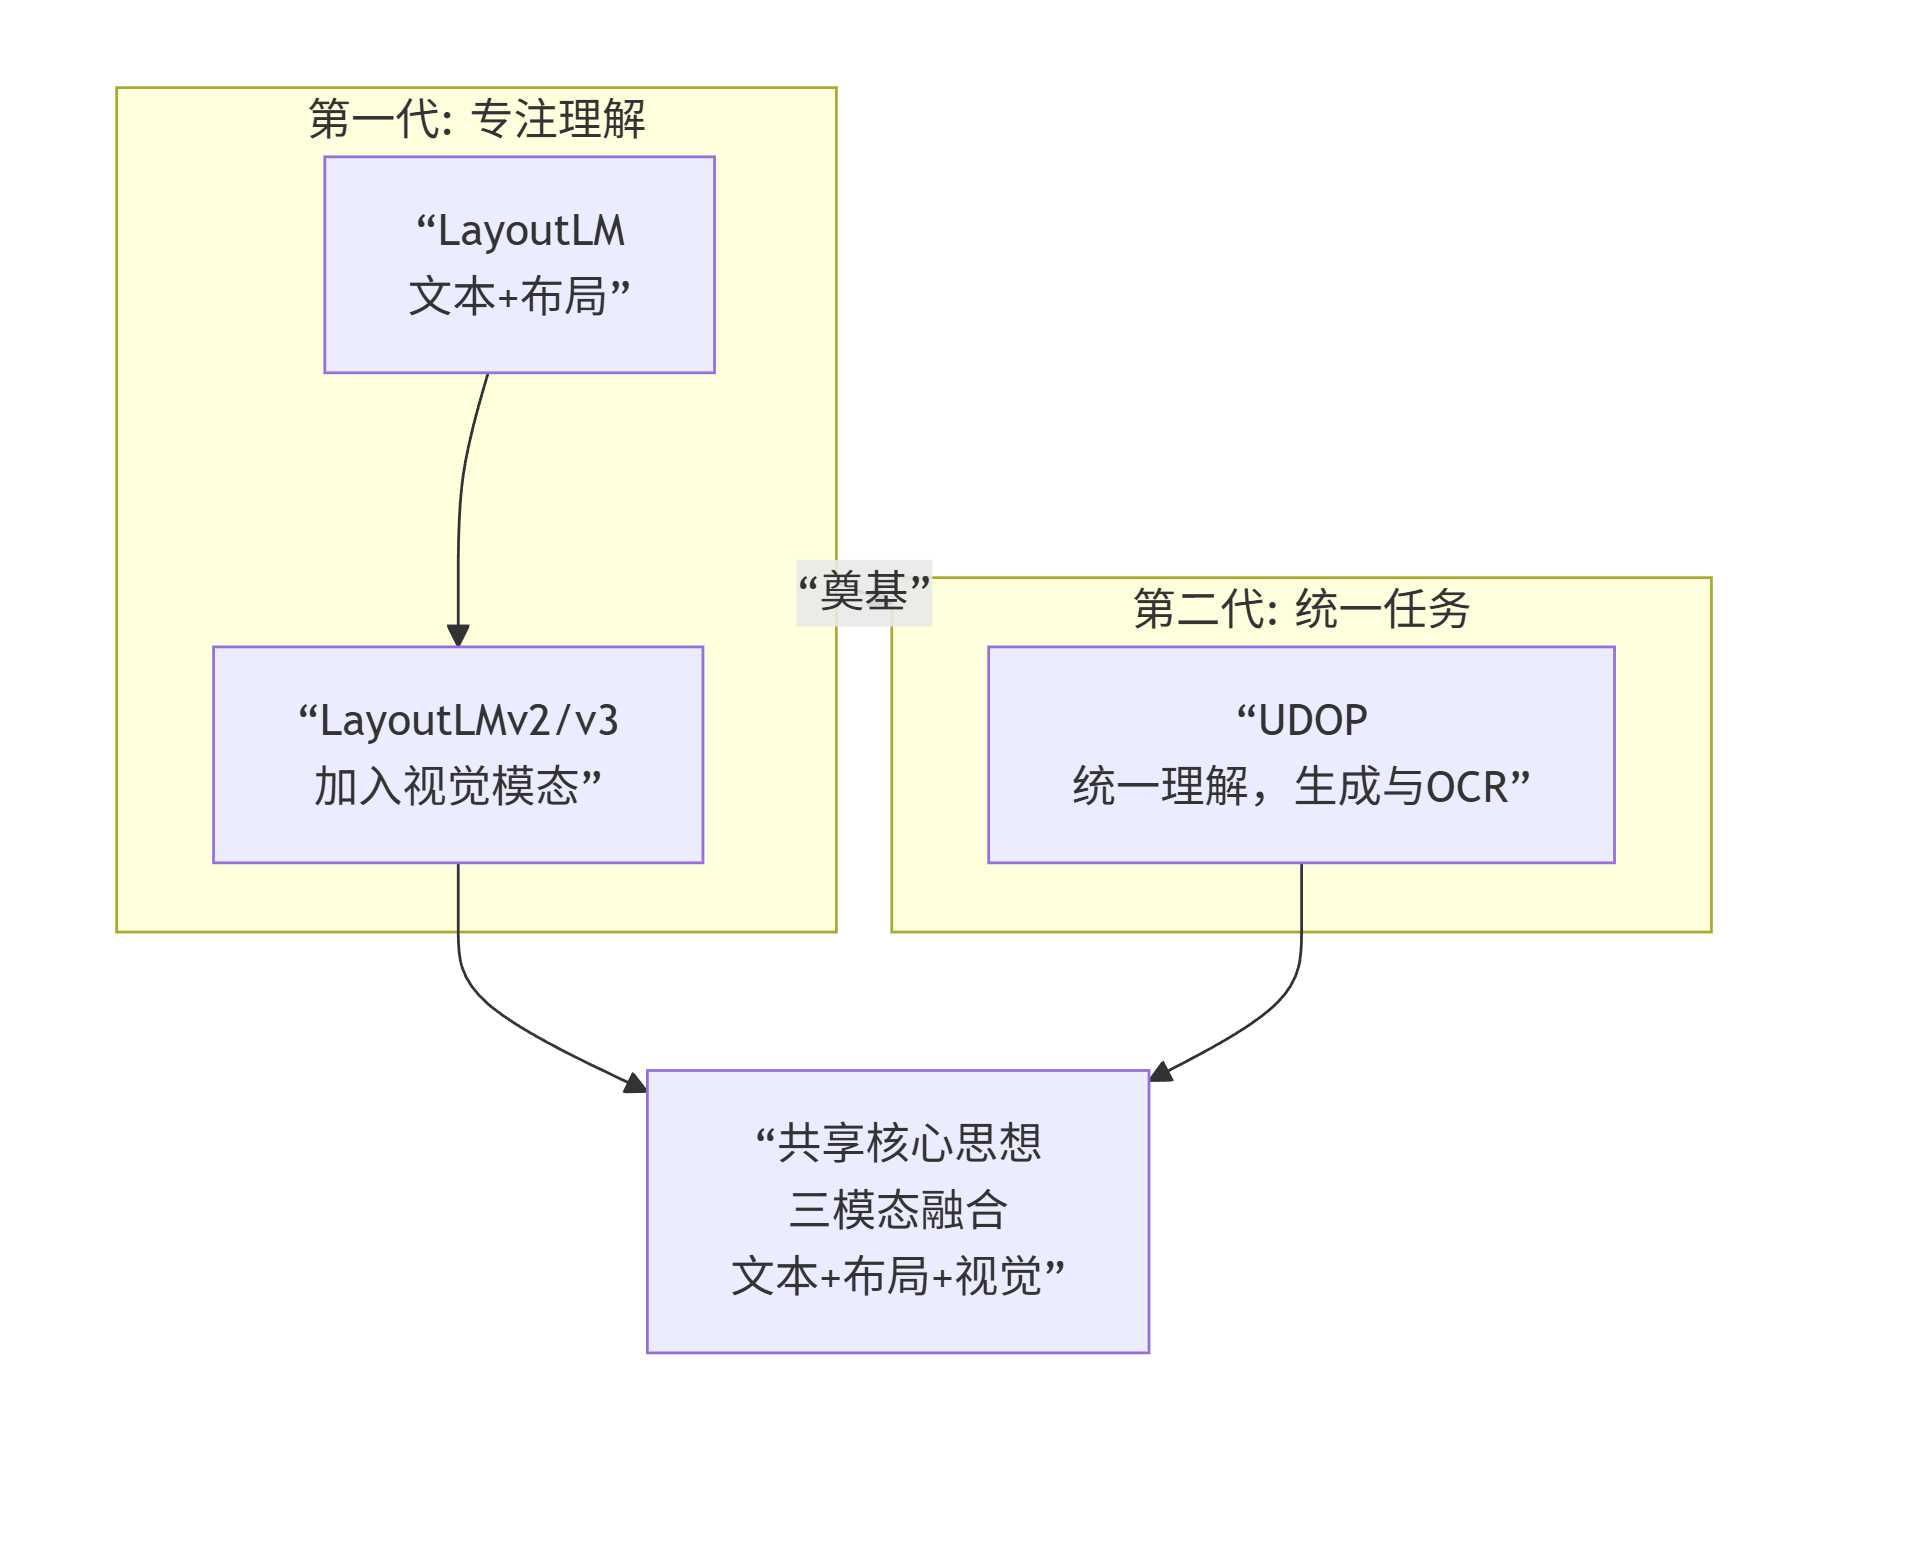 第一代: 专注理解
“LayoutLM
文本+布局”
“LayoutLMv2/v3
加入视觉模态”
“奠基”
第二代: 统一任务
“UDOP
统一理解，生成与OCR”
“共享核心思想
三模态融合
文本+布局+视觉”